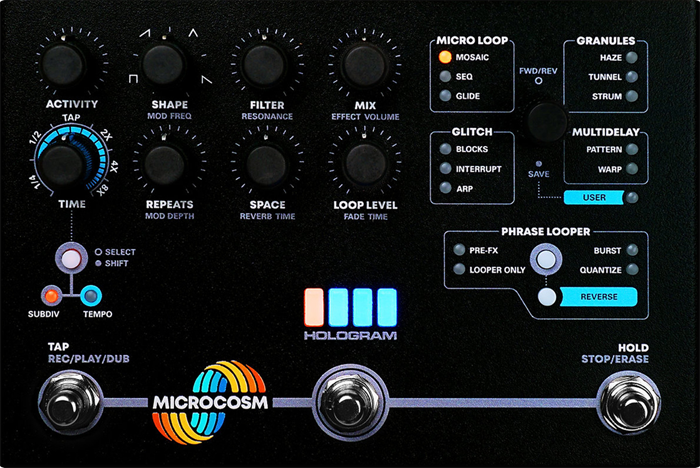 ACTIVITY
SHAPE
MOD FREQ
FILTER
RESONANCE
MIX
EFFECT VOLUME
MICRO LOOP
MOSAIC
SEQ
GLIDE
FWD/REV
GRANULES
HAZE
TUNNEL
STRUM
TAP
1/4
1/2
2X
4X
8X
TIME
REPEATS
MOD DEPTH
SPACE
REVERB TIME
LOOP LEVEL
FADE TIME
GLITCH
BLOCKS
INTERRUPT
ARP
SAVE
MULTIDELAY
PATTERN
WARP
USER
SELECT
SHIFT
SUBDIV
TEMPO
PHRASE LOOPER
PRE-FX
LOOPER ONLY
BURST
QUANTIZE
REVERSE
HOLOGRAM
TAP
REC/PLAY/DUB
MICROCOSM
HOLD
STOP/ERASE